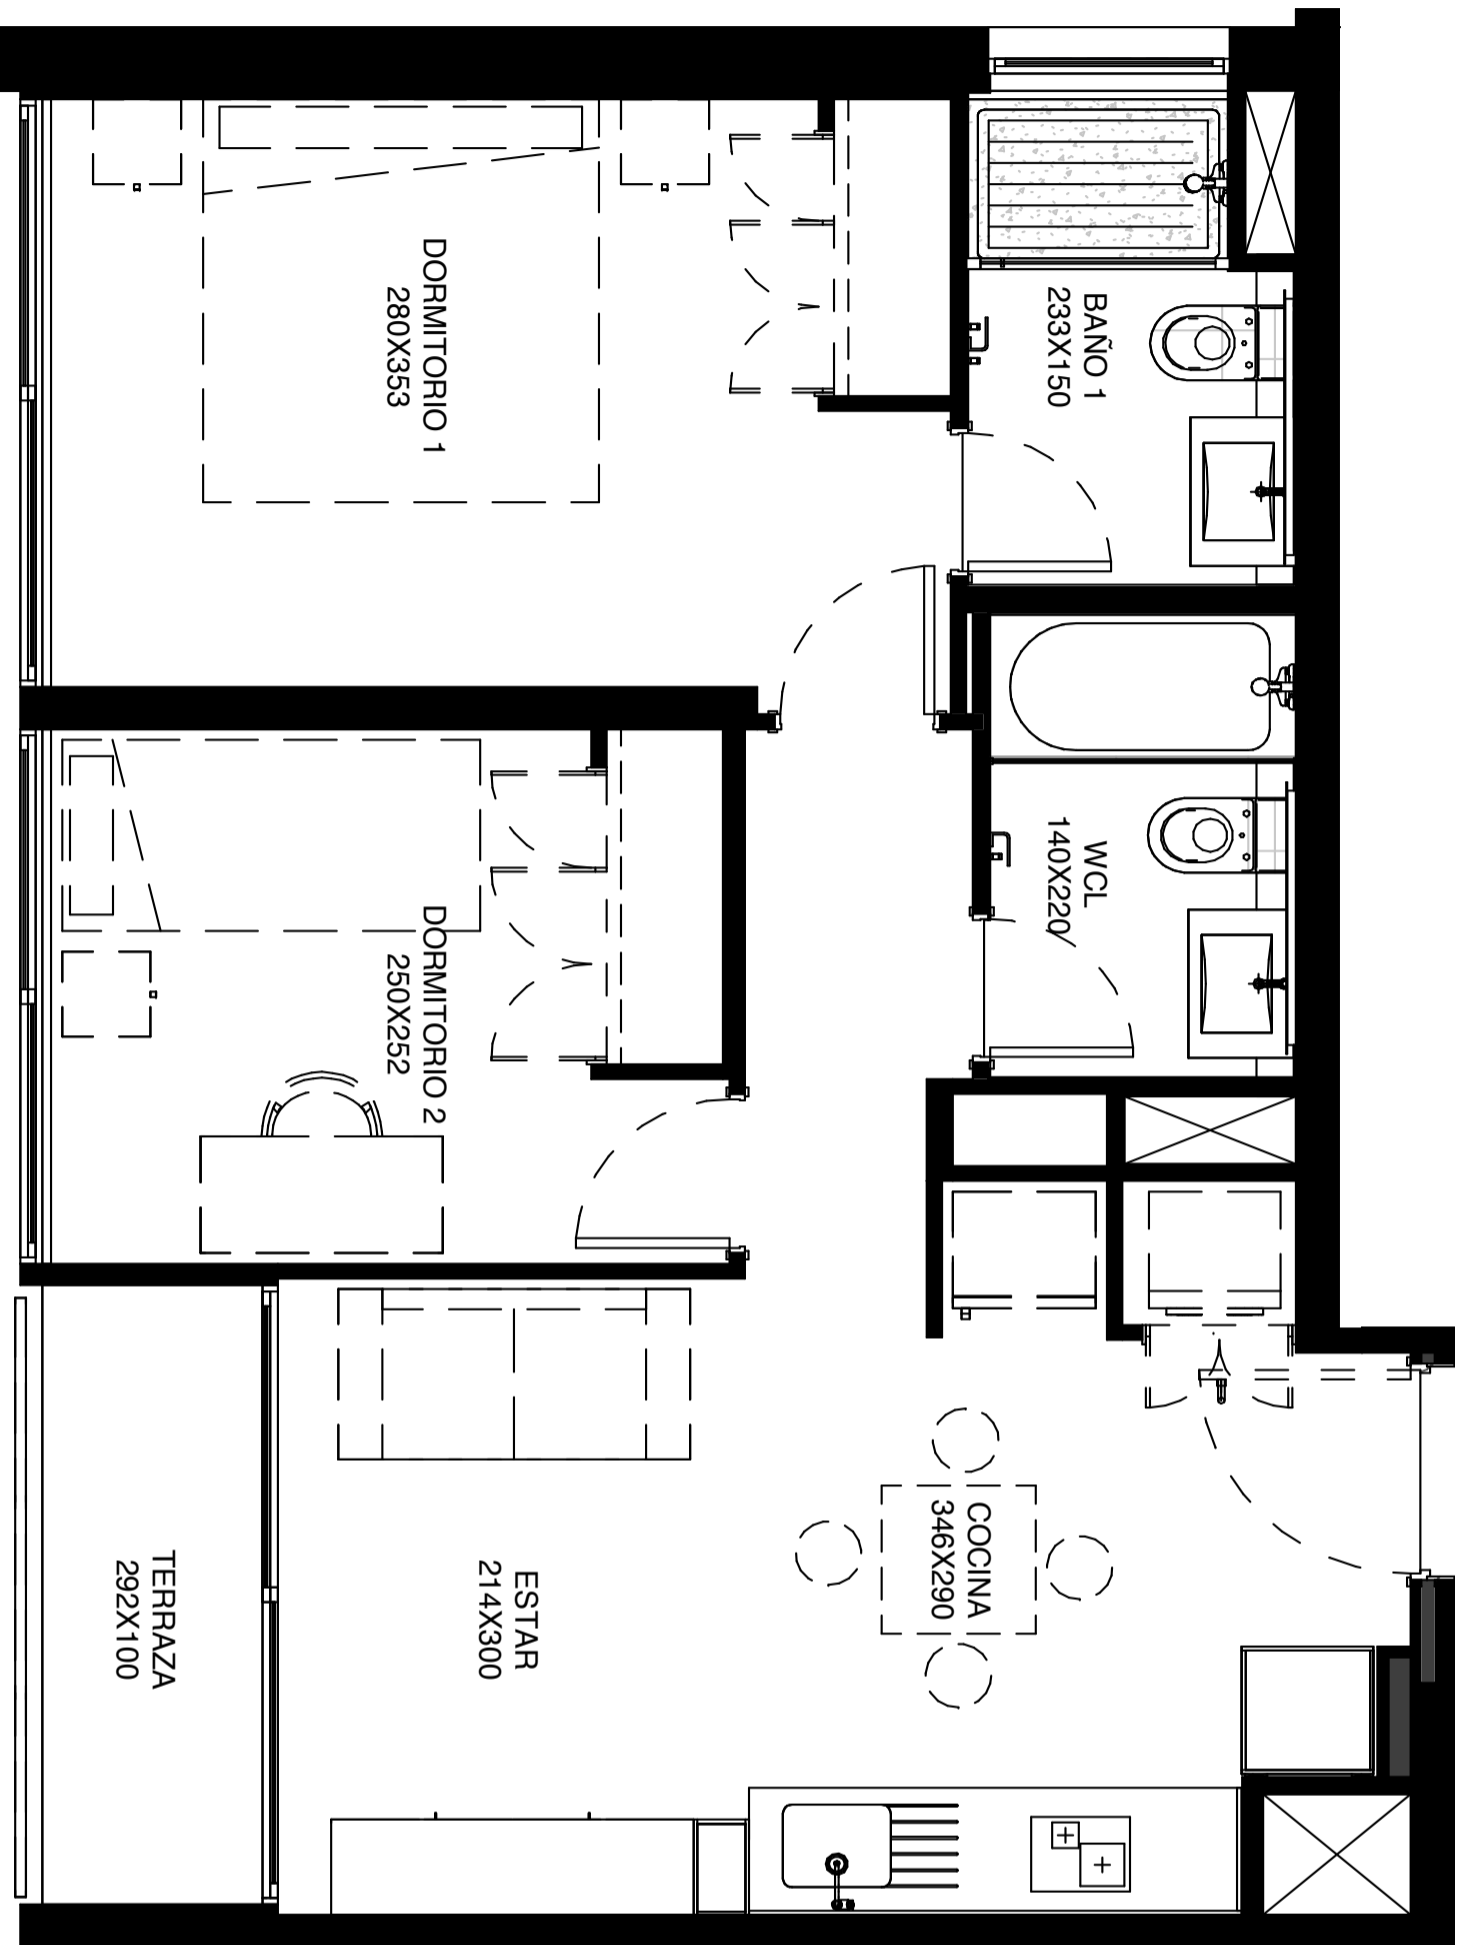 DORMITORIO 1
280X353
BAÑO 1
233X150
WCL
140X220
DORMITORIO 2
250X252
COCINA
346X290
ESTAR
214X300
TERRAZA
292X100